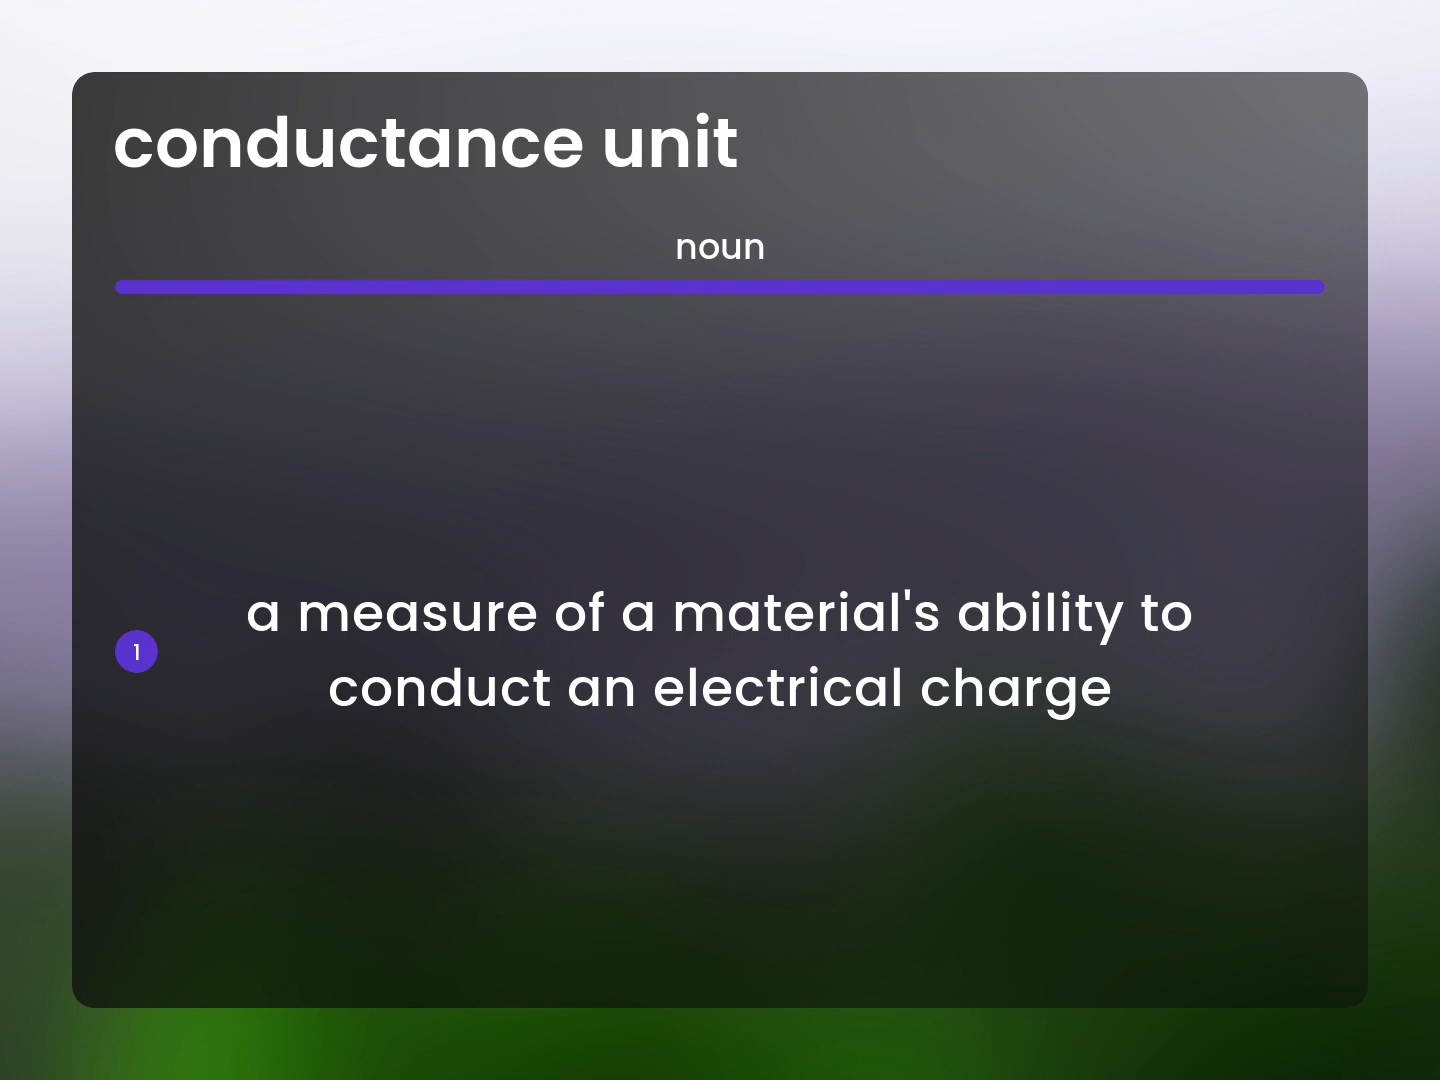 conductance unit
noun
1
a measure of a material's ability to
conduct an electrical charge